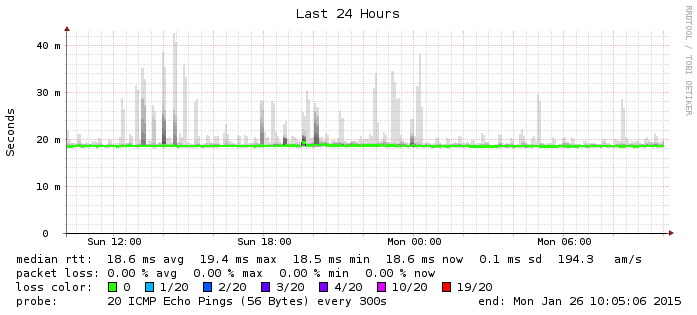 Last 24 Hours
RRDTOOL / TOBI OETIKER
Seconds
40 m
30 m
20 m
10 m
0
Sun 12:00 Sun 18:00 Mon 00:00 Mon 06:00
median rtt: 18.6 ms avg 19.4 ms max 18.5 ms min 18.6 ms now 0.1 ms sd 194.3 am/s
packet loss: 0.00 % avg 0.00 % max 0.00 % min 0.00 % now
loss color: 0 1/20 2/20 3/20 4/20 10/20 19/20
probe: 20 ICMP Echo Pings (56 Bytes) every 300s end: Mon Jan 26 10:05:06 2015